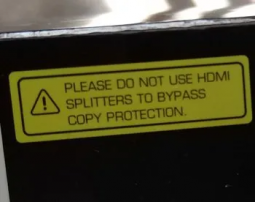 PLEASE DO NOT USE HDMI
SPLITTERS TO BYPASS
COPY PROTECTION.